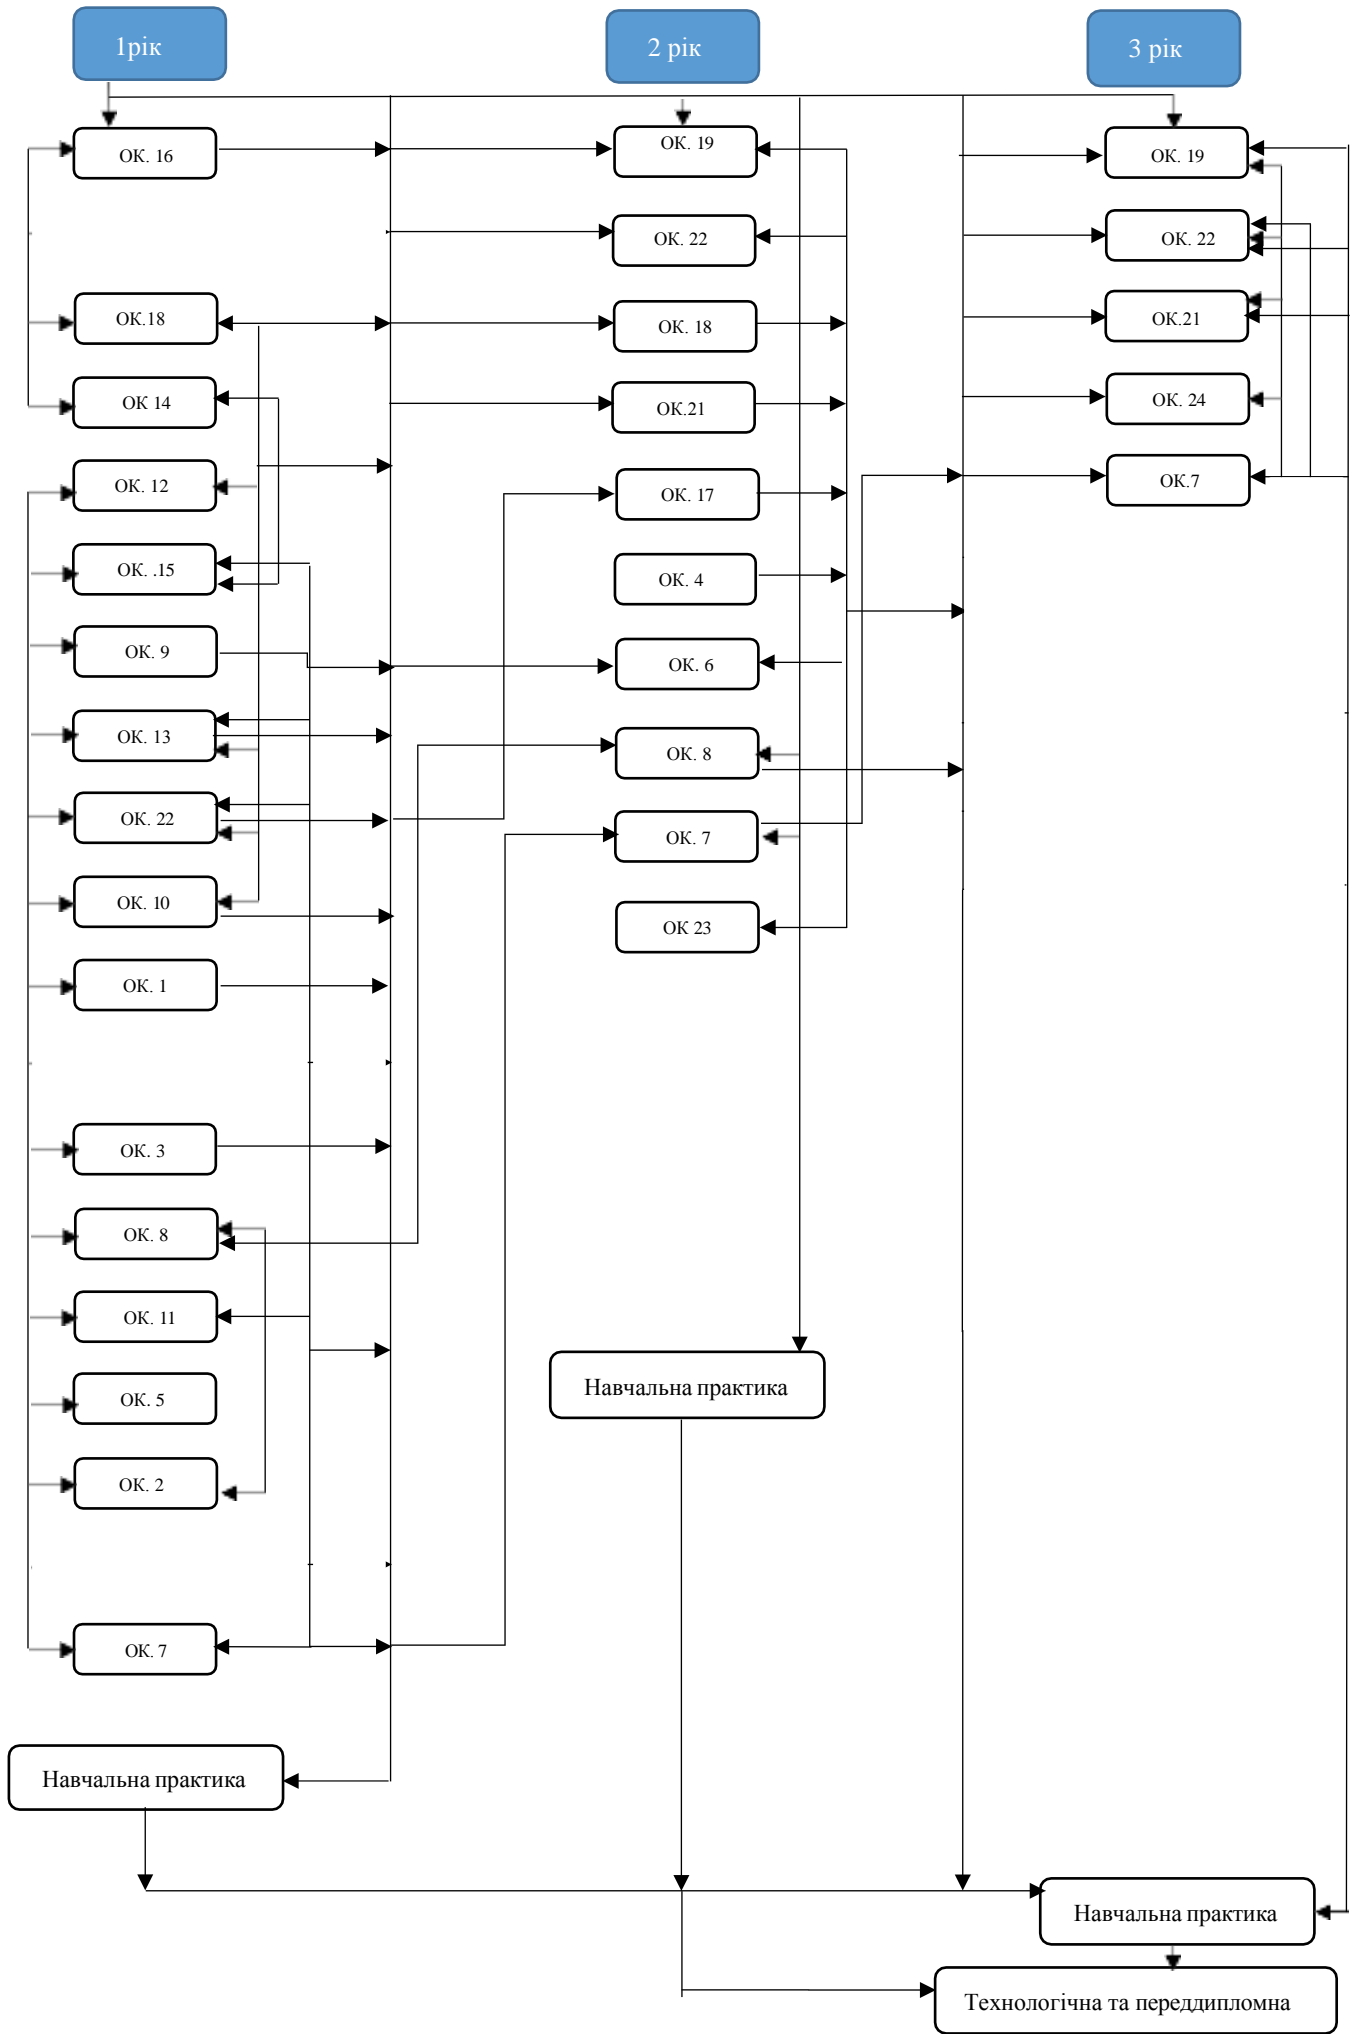 1рік
2 рік
3 рік
ОК. 16
ОК. 19
ОК. 19
ОК. 22
ОК. 22
ОК.18
ОК. 18
ОК.21
ОК 14
ОК.21
ОК. 24
ОК. 12
ОК. 17
ОК.7
ОК. .15
ОК. 4
ОК. 9
ОК. 6
ОК. 13
ОК. 8
ОК. 22
ОК. 7
ОК. 10
ОК 23
ОК. 1
ОК. 3
ОК. 8
ОК. 11
Навчальна практика
ОК. 5
ОК. 2
ОК. 7
Навчальна практика
Навчальна практика
Технологічна та переддипломна